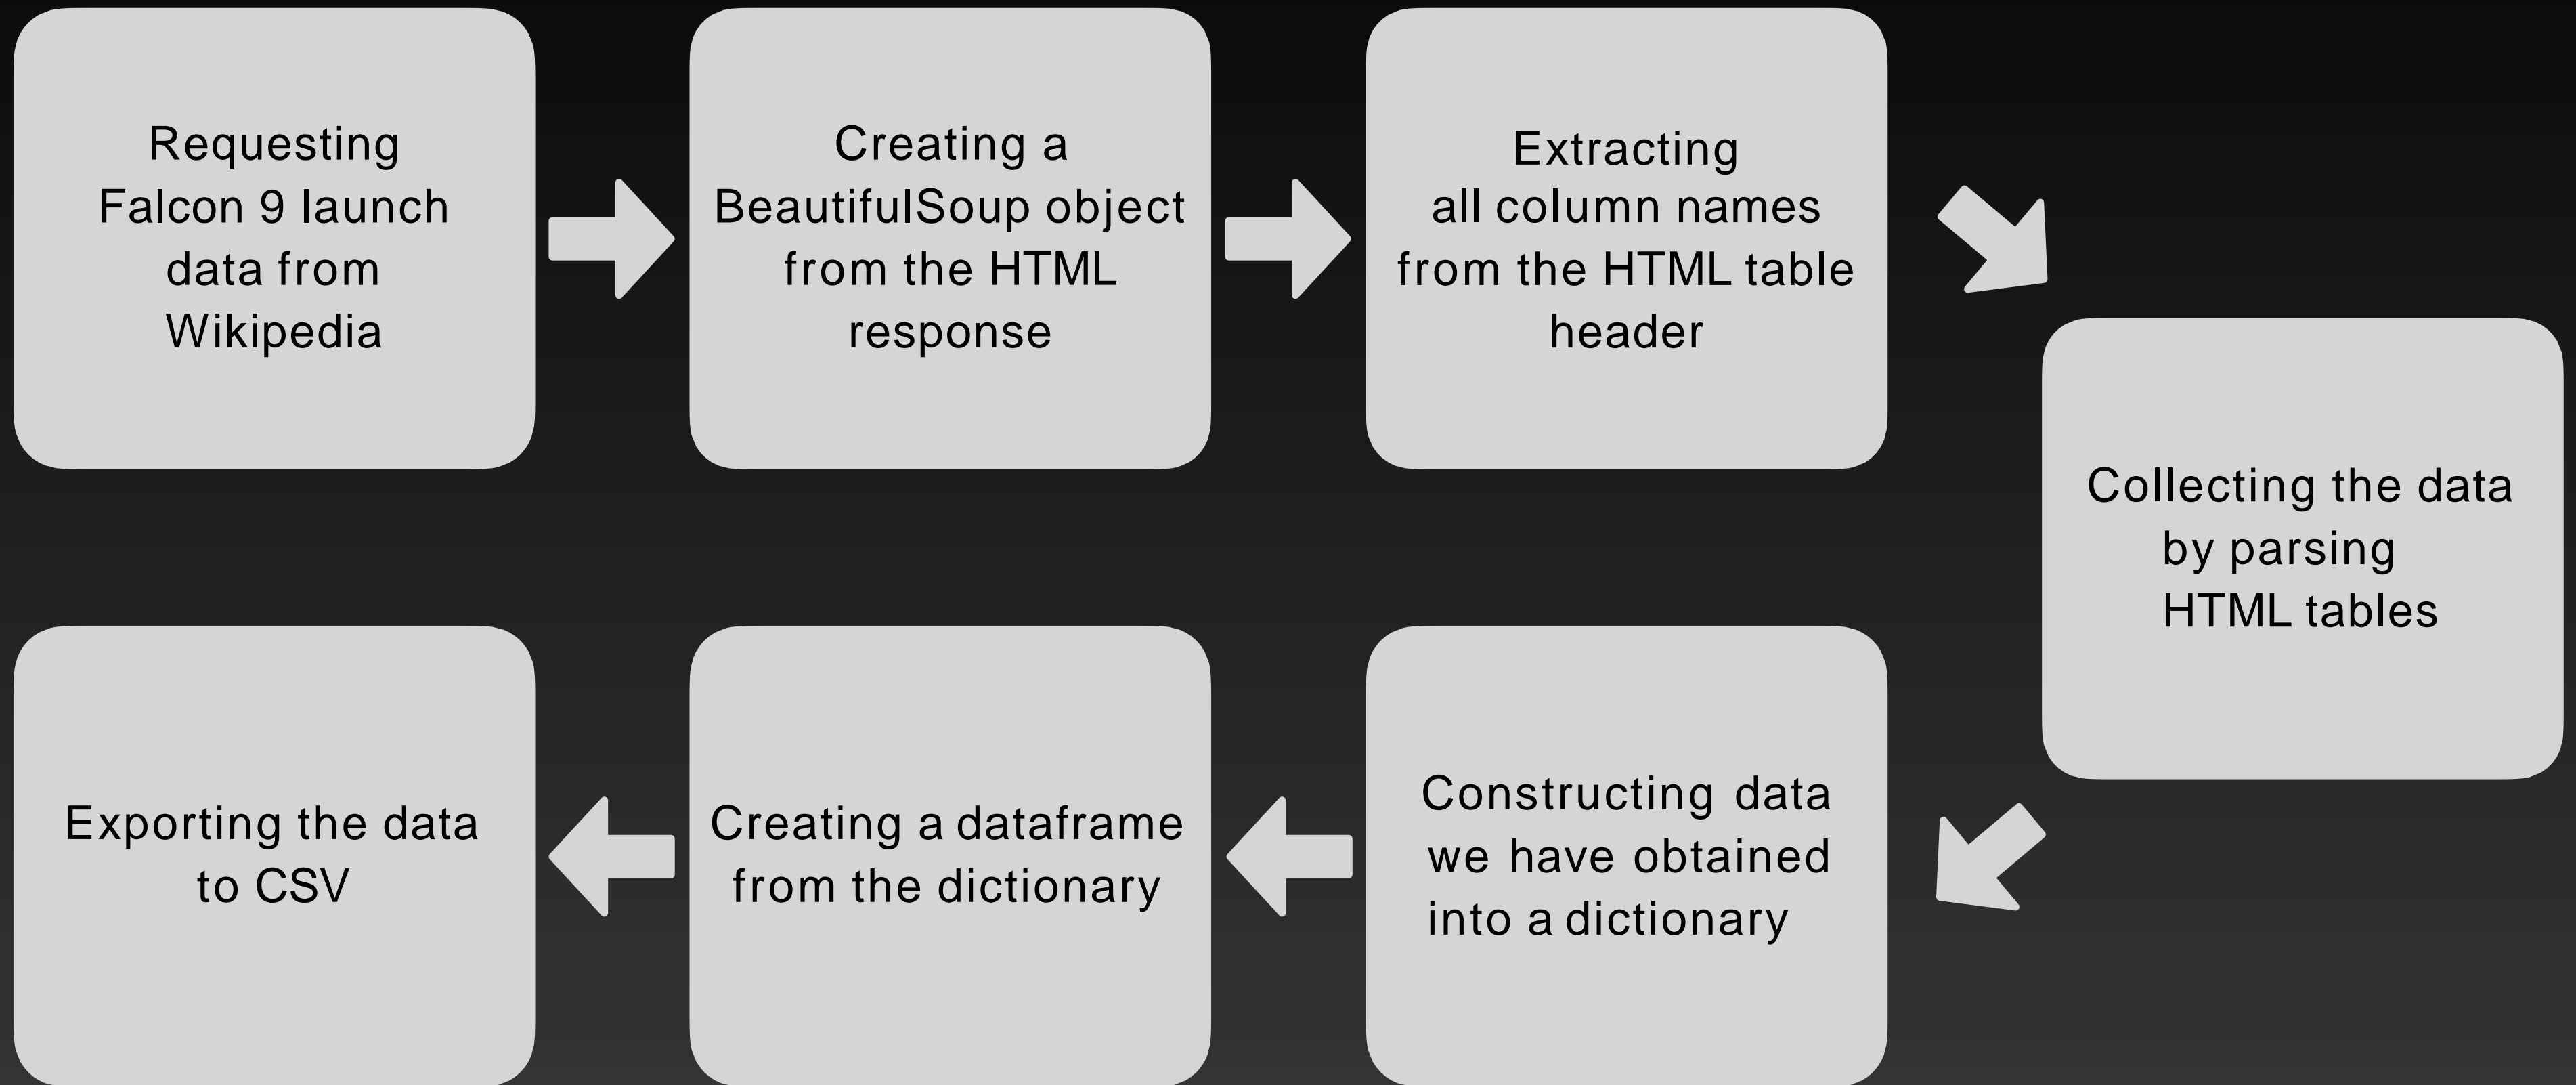 Requesting
Falcon 9 launch
data from
Wikipedia
Creating a
BeautifulSoup object
from the HTML
response
Extracting
all column names
from the HTML table
header
Collecting the data
by parsing
HTML tables
Constructing data
we have obtained
into a dictionary
Creating a dataframe
from the dictionary
Exporting the data
to CSV